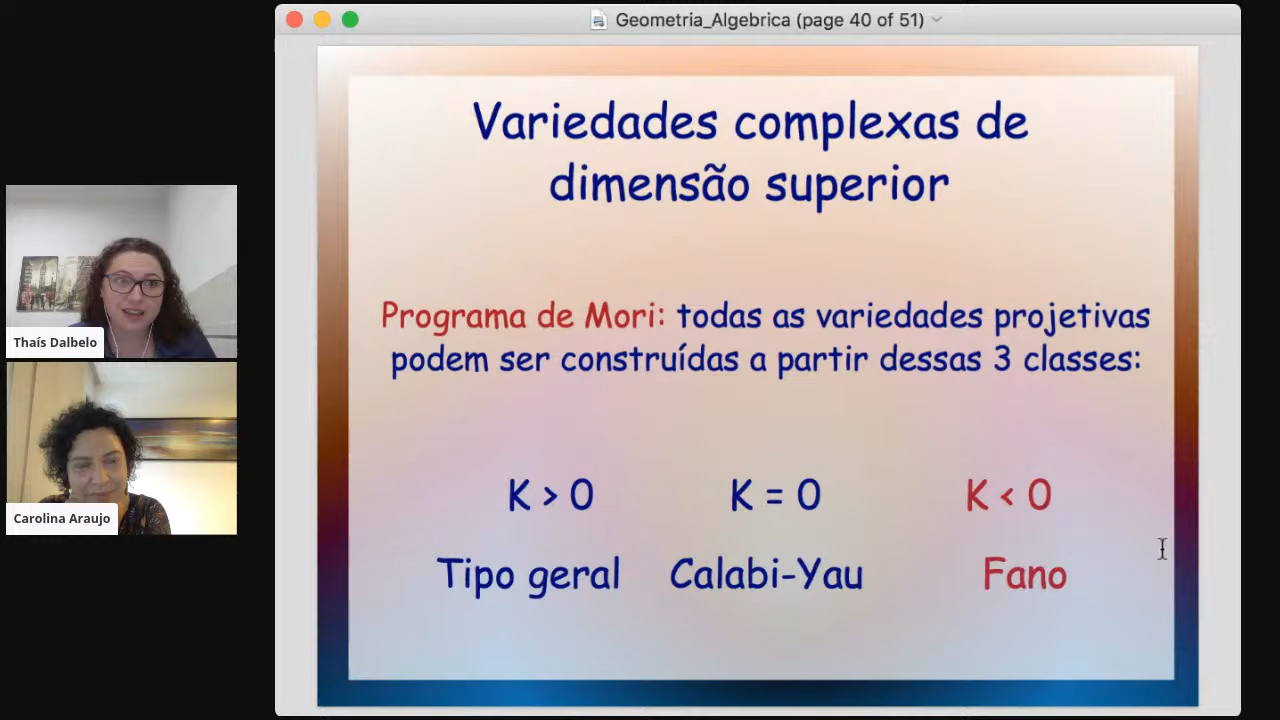 Geometria_Algebrica (page 40 of 51)
Variedades complexas de
dimensão superior
Programa de Mori: todas as variedades projetivas
podem ser construídas a partir dessas 3 classes:
K > 0 K = 0 K < 0
Tipo geral Calabi-Yau Fano
Thaís Dalbelo
Carolina Araujo